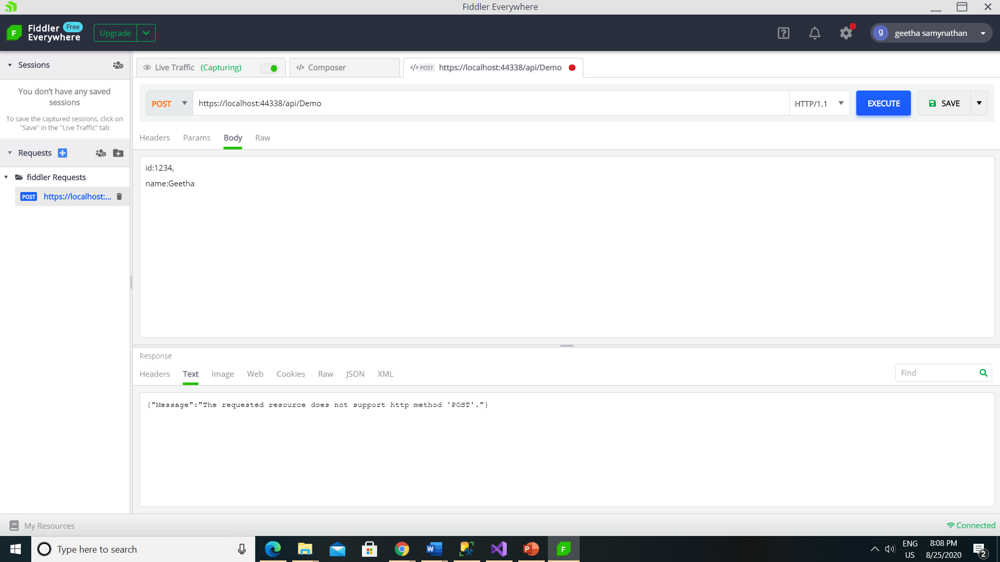 Fiddler Everywhere
Fiddler Free
Everywhere
Upgrade
g geetha samynathan
Sessions
You don't have any saved
sessions
To save the captured sessions, click on
"Save" in the "Live Traffic" tab
Requests
fiddler Requests
POST https://localhost:...
Live Traffic (Capturing)
</> Composer
</> POST https://localhost:44338/api/Demo
POST https://localhost:44338/api/Demo HTTP/1.1 EXECUTE SAVE
Headers Params Body Raw
id:1234,
name:Geetha
Response
Headers Text Image Web Cookies Raw JSON XML
Find
{"Message":"The requested resource does not support http method 'POST'."}
My Resources
Connected
Type here to search
ENG
US
8:08 PM
8/25/2020
2